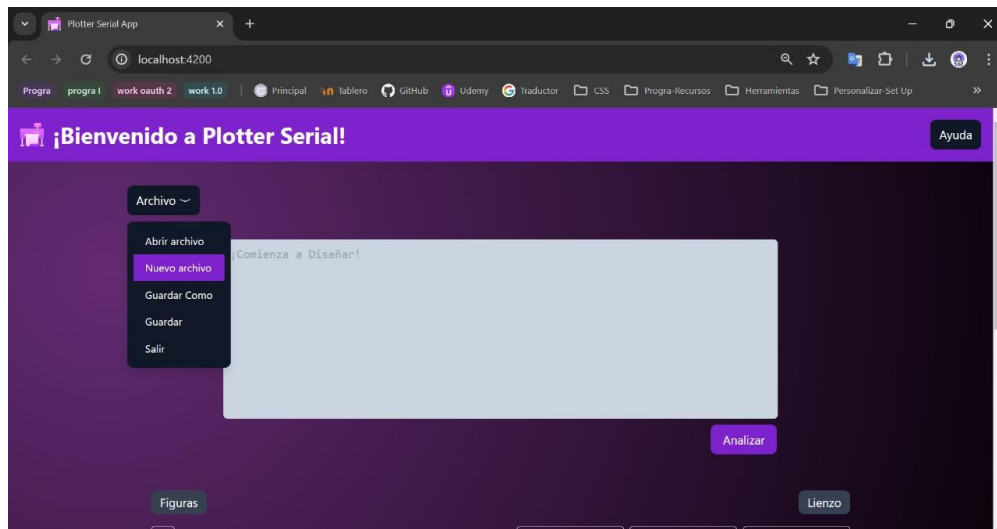 Plotter Serial App
localhost:4200
Progra progra I work oauth 2 work 1.0 Principal Tablero GitHub Udemy Traductor CSS Progra-Recursos Herramientas Personalizar-Set Up
¡Bienvenido a Plotter Serial!
Ayuda
Archivo
Abrir archivo
Nuevo archivo
Guardar Como
Guardar
Salir
¡Comienza a Diseñar!
Analizar
Figuras
Lienzo